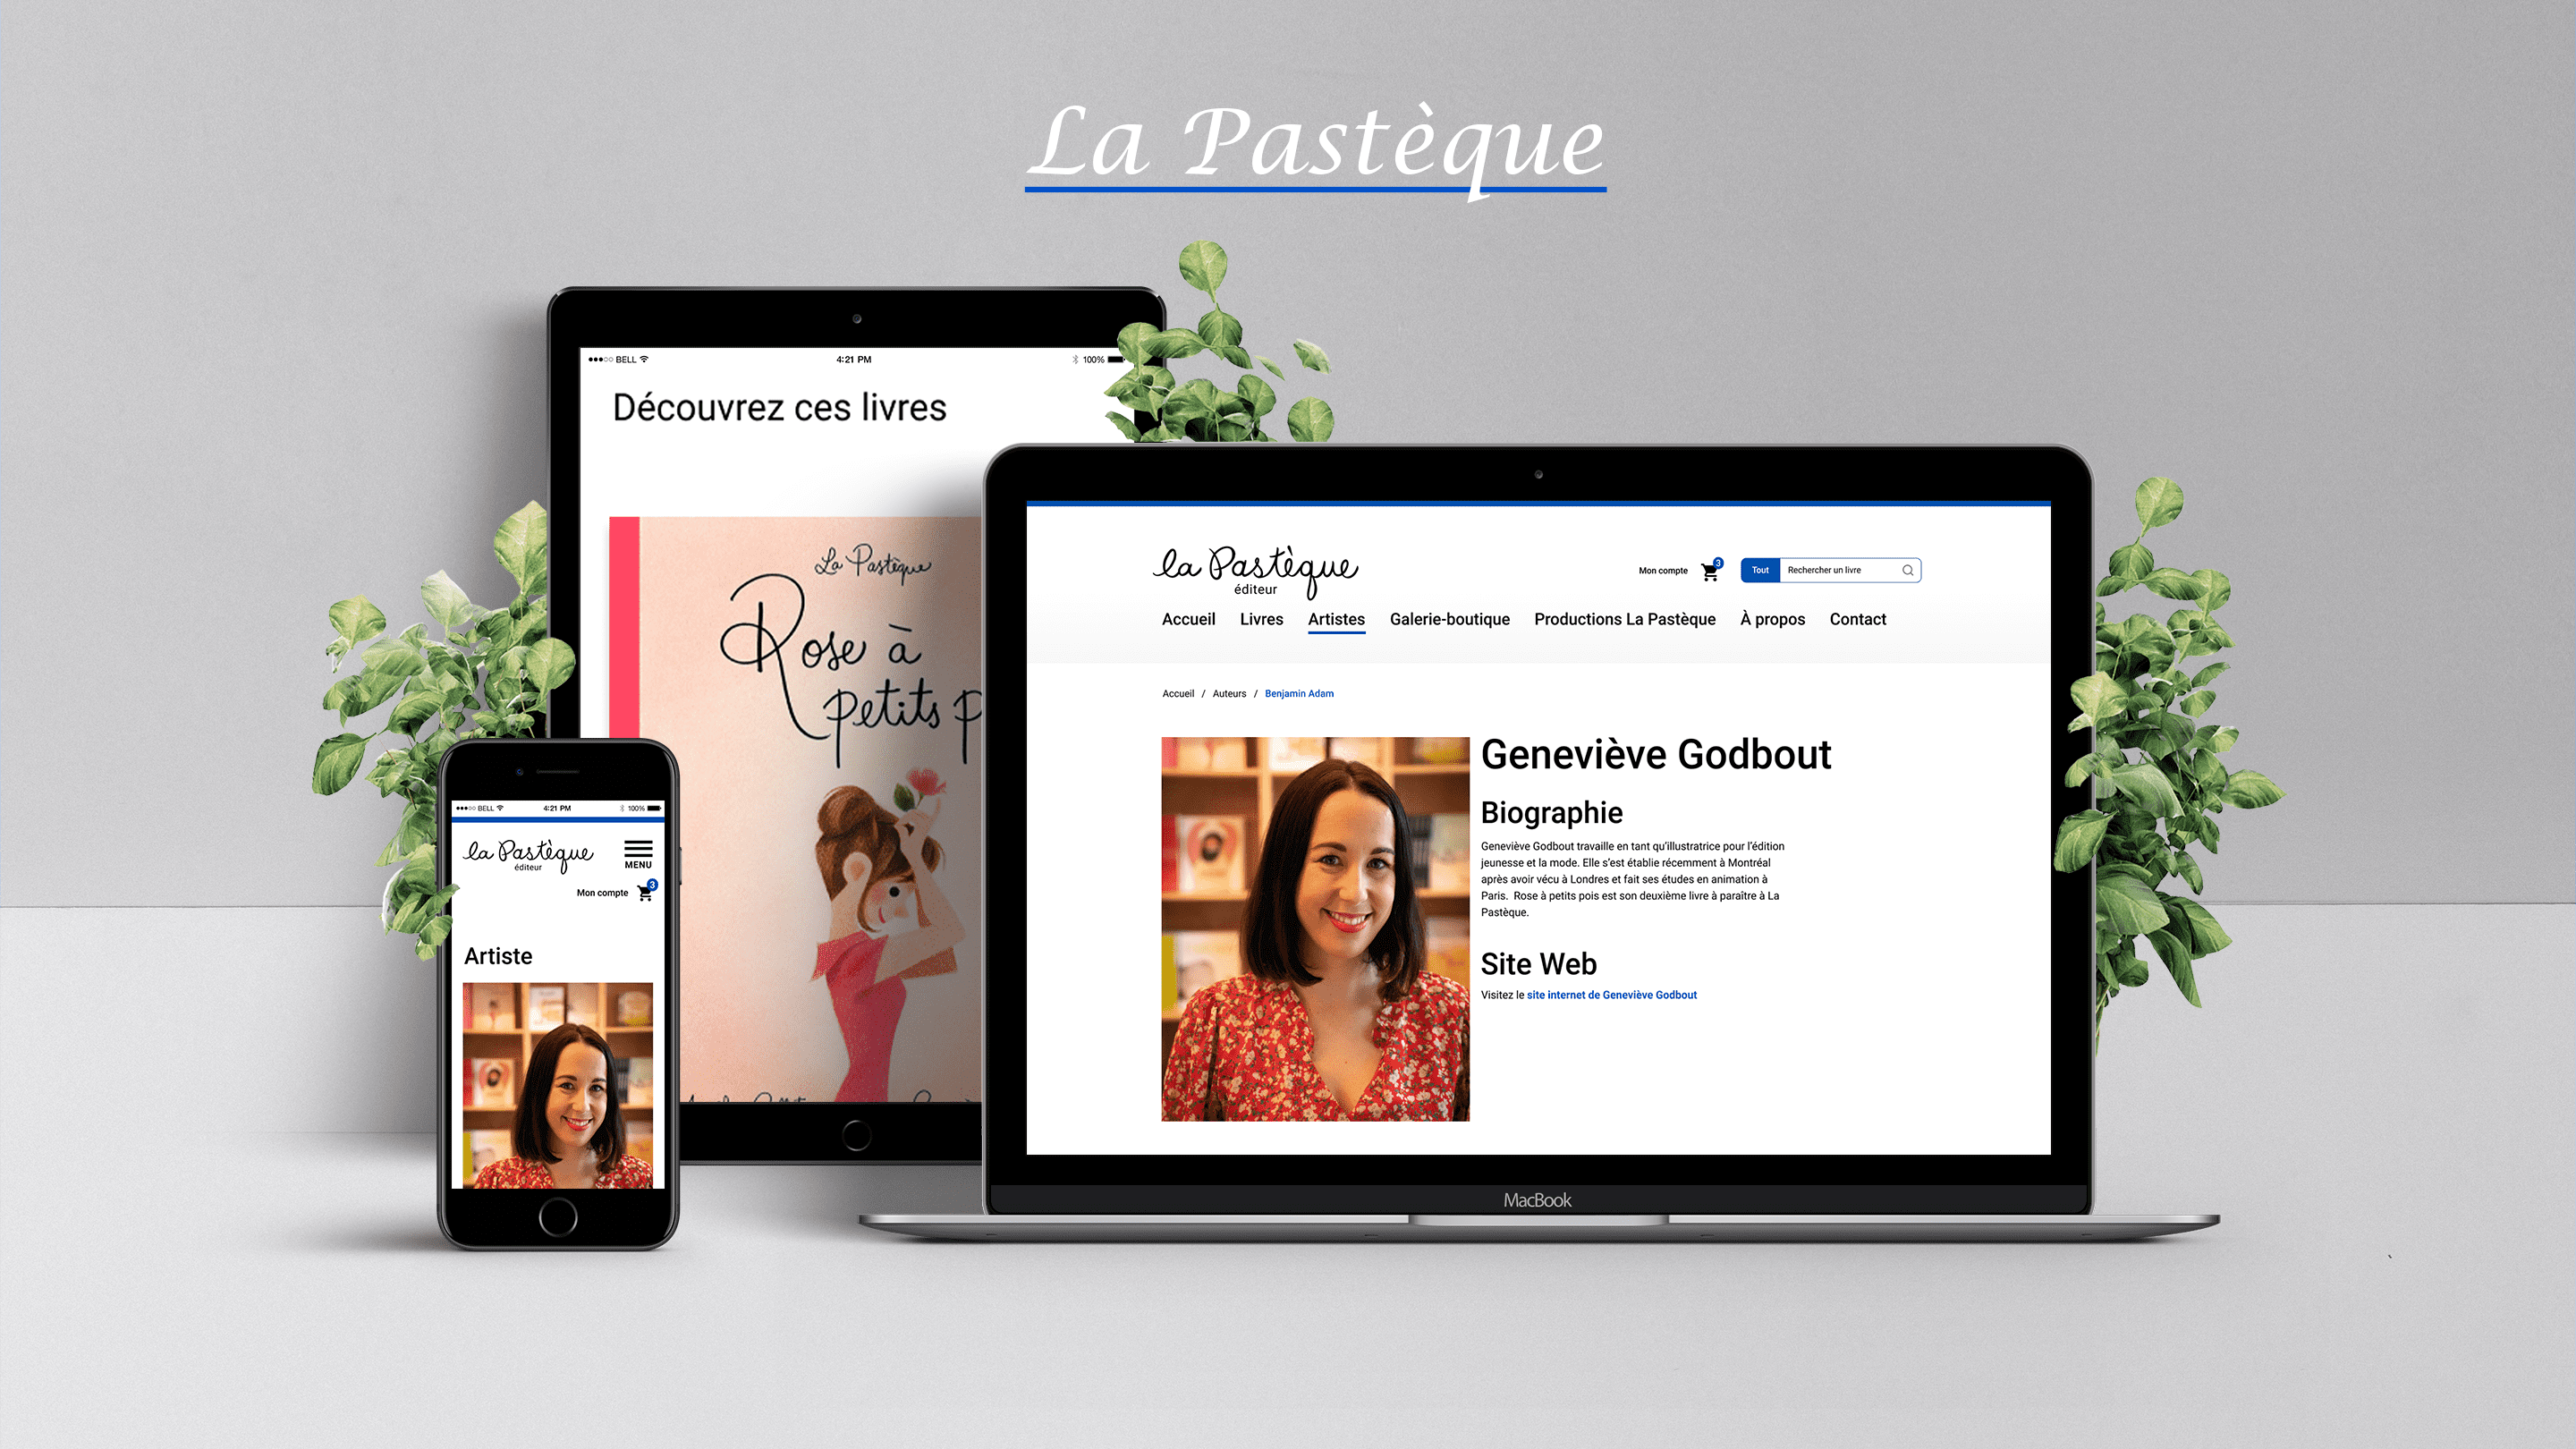 La Pastèque
BELL
4:21 PM
100%
Découvrez ces livres
La Pastèque
Rose à
petits p
BELL
4:21 PM
100%
la Pastèque
éditeur
MENU
Mon compte
3
Artiste
la Pastèque
éditeur
Mon compte
3
Tout
Rechercher un livre
Accueil Livres Artistes Galerie-boutique Productions La Pastèque À propos Contact
Accueil / Auteurs / Benjamin Adam
Geneviève Godbout
Biographie
Geneviève Godbout travaille en tant qu'illustratrice pour l'édition
jeunesse et la mode. Elle s'est établie récemment à Montréal
après avoir vécu à Londres et fait ses études en animation à
Paris. Rose à petits pois est son deuxième livre à paraître à La
Pastèque.
Site Web
Visitez le site internet de Geneviève Godbout
MacBook